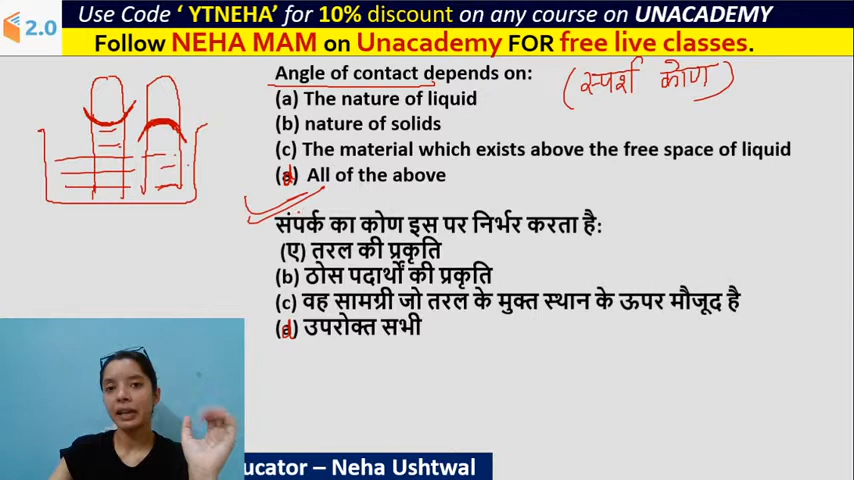 2.0
Use Code ‘ YTNEHA’ for 10% discount on any course on UNACADEMY
Follow NEHA MAM on Unacademy FOR free live classes.
Angle of contact depends on:
(स्पर्श कोण)
(a) The nature of liquid
(b) nature of solids
(c) The material which exists above the free space of liquid
(d) All of the above
संपर्क का कोण इस पर निर्भर करता है:
(ए) तरल की प्रकृति
(b) ठोस पदार्थों की प्रकृति
(c) वह सामग्री जो तरल के मुक्त स्थान के ऊपर मौजूद है
(d) उपरोक्त सभी
ucator – Neha Ushtwal